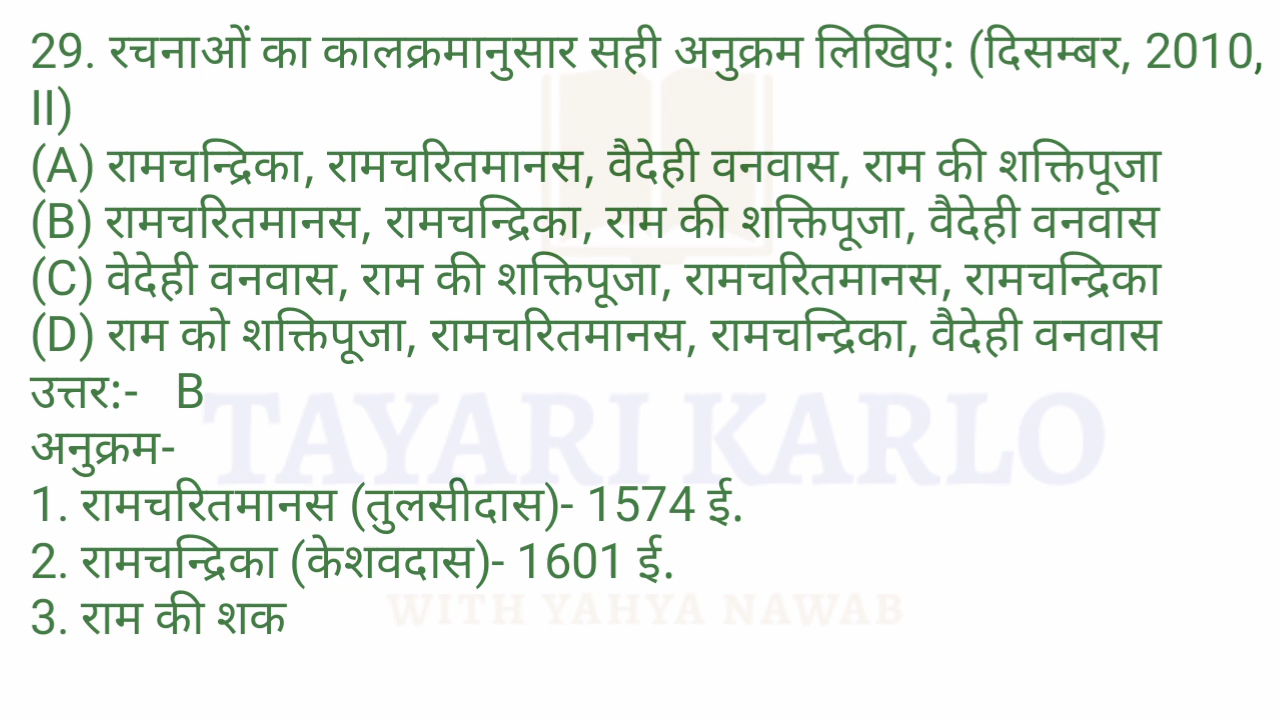 29. रचनाओं का कालक्रमानुसार सही अनुक्रम लिखिए: (दिसम्बर, 2010,
II)
(A) रामचन्द्रिका, रामचरितमानस, वैदेही वनवास, राम की शक्तिपूजा
(B) रामचरितमानस, रामचन्द्रिका, राम की शक्तिपूजा, वैदेही वनवास
(C) वेदेही वनवास, राम की शक्तिपूजा, रामचरितमानस, रामचन्द्रिका
(D) राम को शक्तिपूजा, रामचरितमानस, रामचन्द्रिका, वैदेही वनवास
उत्तर:- B
TAYARI KARLO
अनुक्रम-
1. रामचरितमानस (तुलसीदास)- 1574 ई.
2. रामचन्द्रिका (केशवदास)- 1601 ई.
3. राम की शक
WITH YAHYA NAWAB